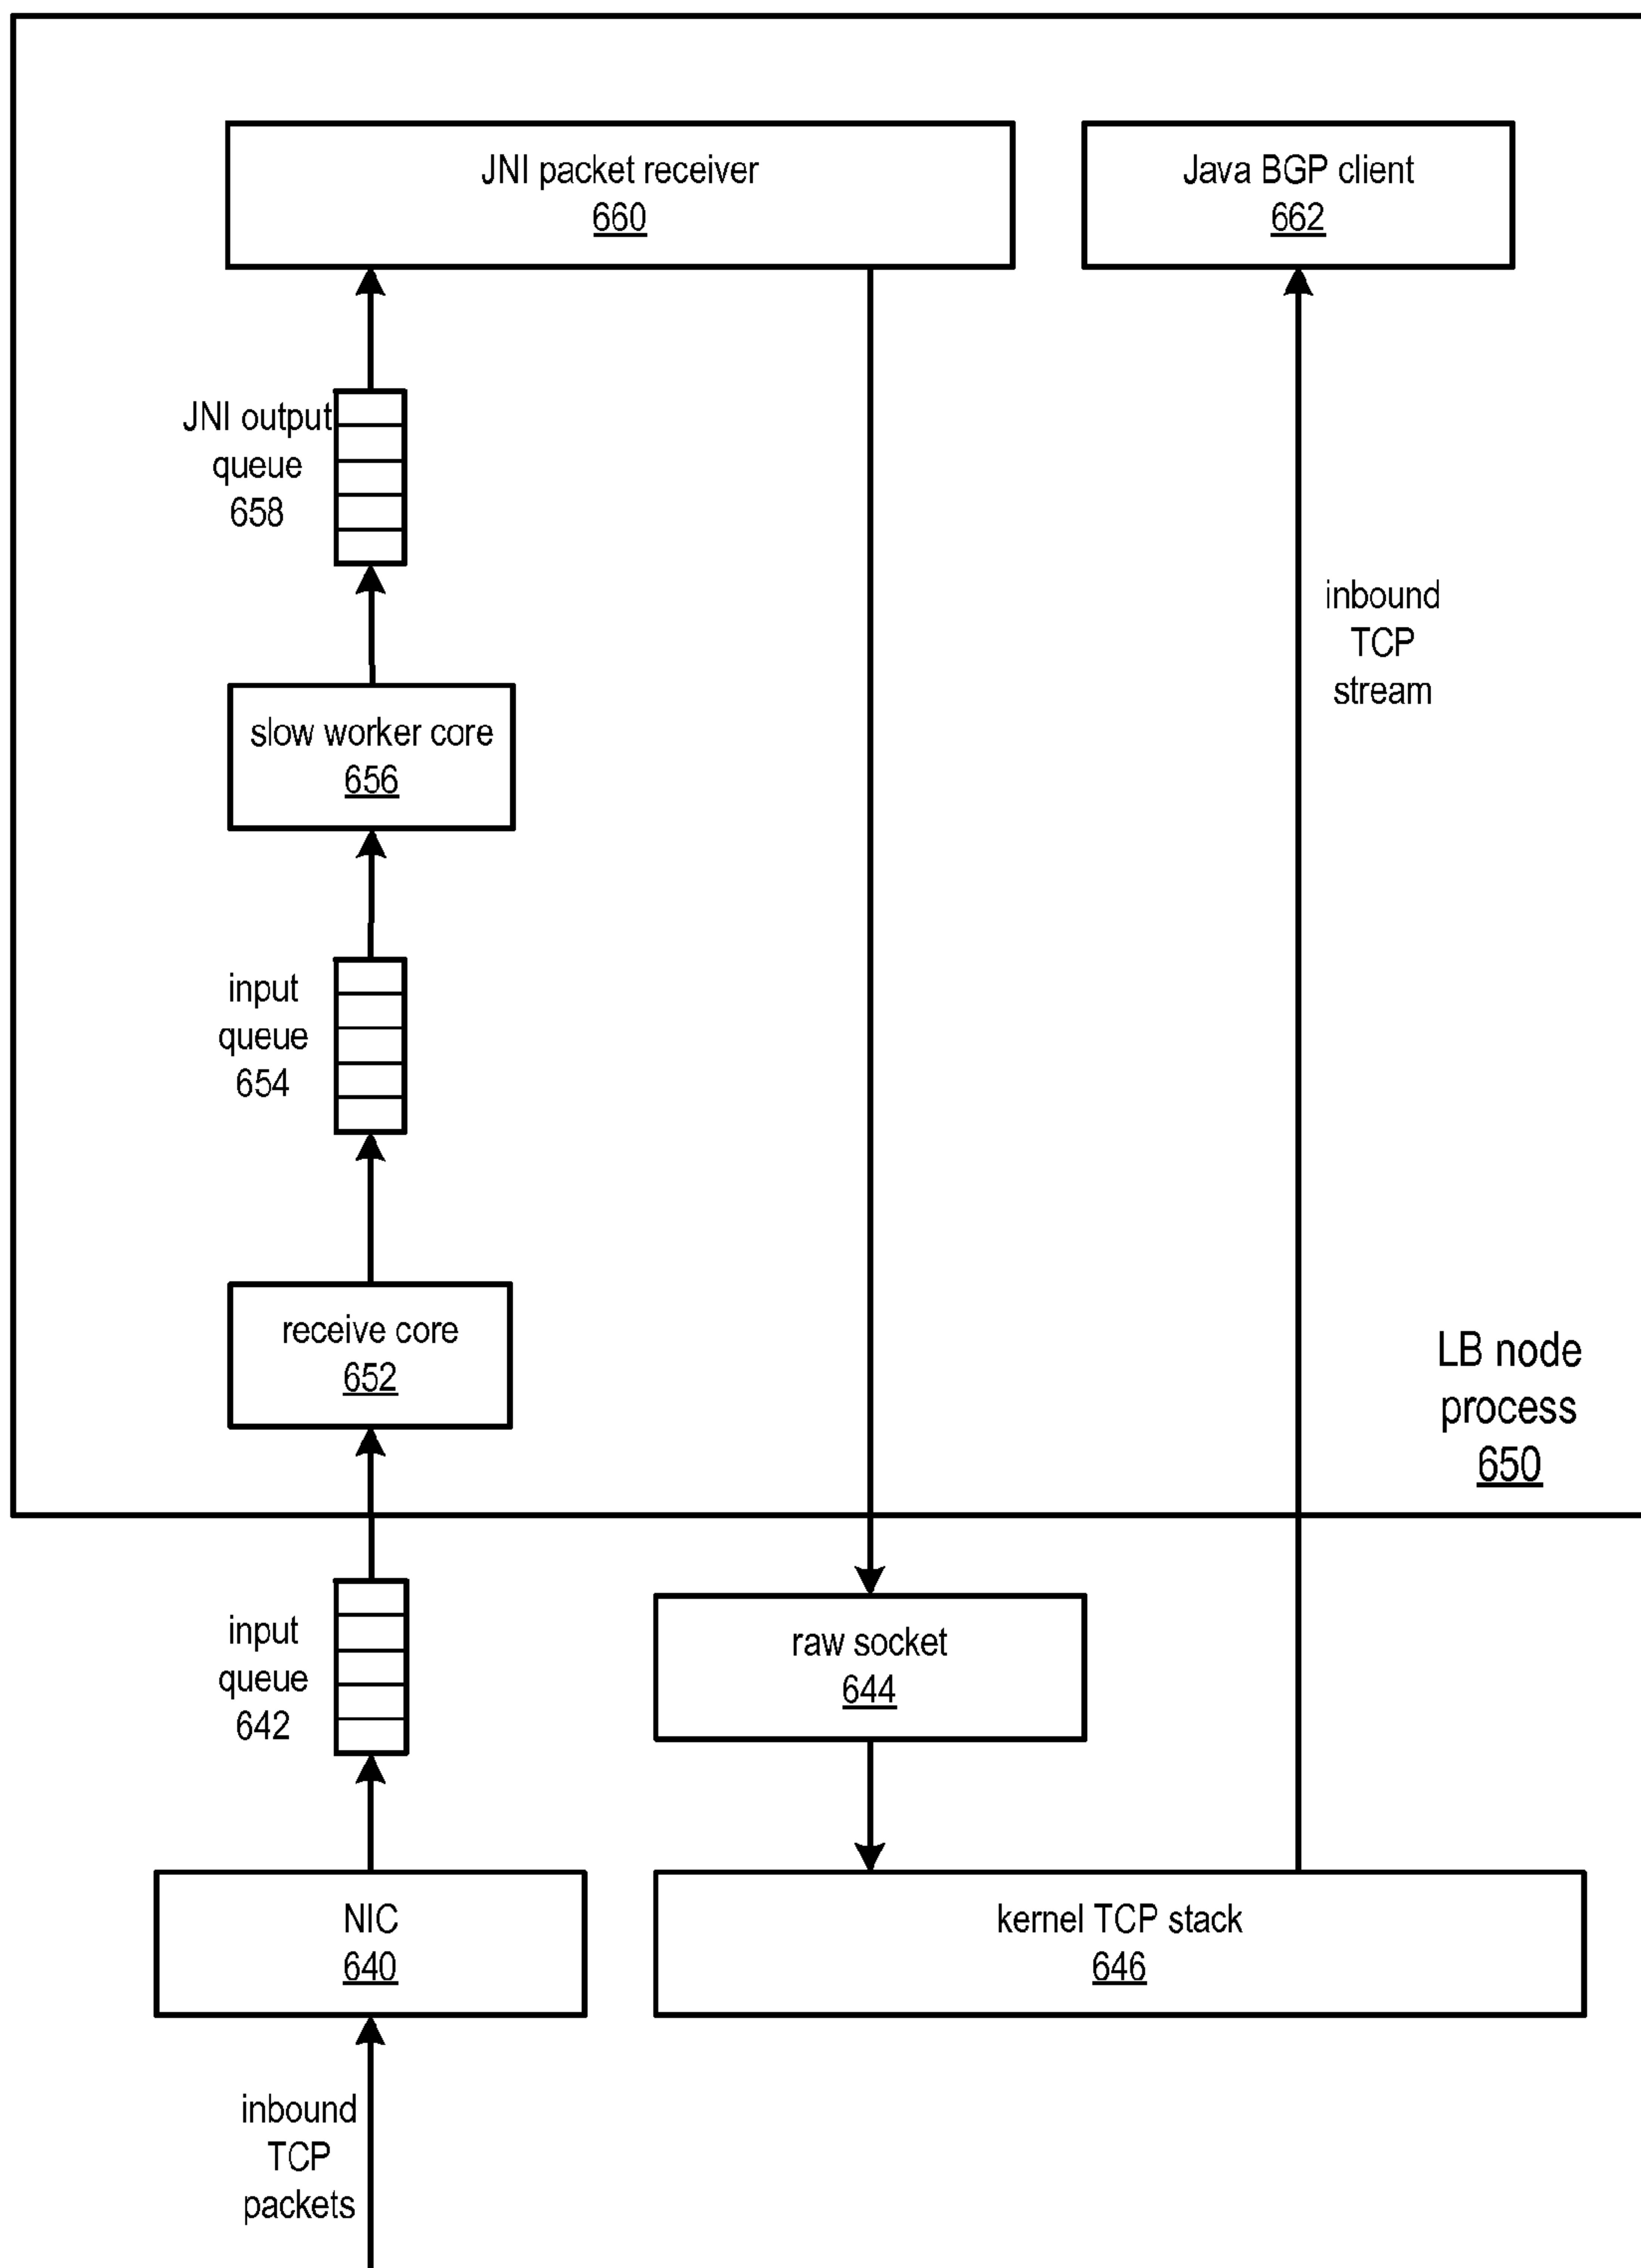 JNI packet receiver
660
Java BGP client
662
JNI output
queue
658
inbound
TCP
stream
slow worker core
656
input
queue
654
receive core
652
LB node
process
650
input
queue
642
raw socket
644
NIC
640
kernel TCP stack
646
inbound
TCP
packets